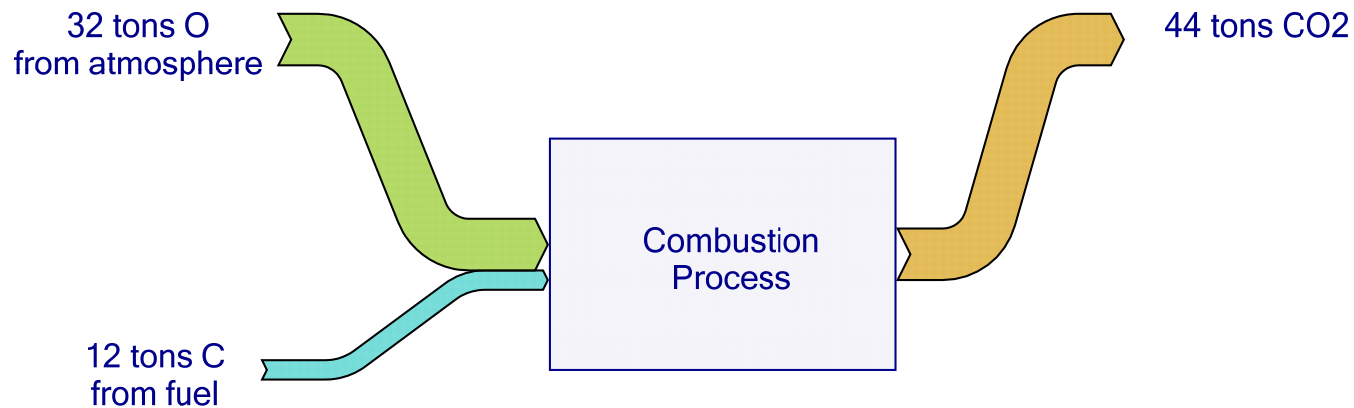 32 tons O
from atmosphere
44 tons CO2
Combustion
Process
12 tons C
from fuel